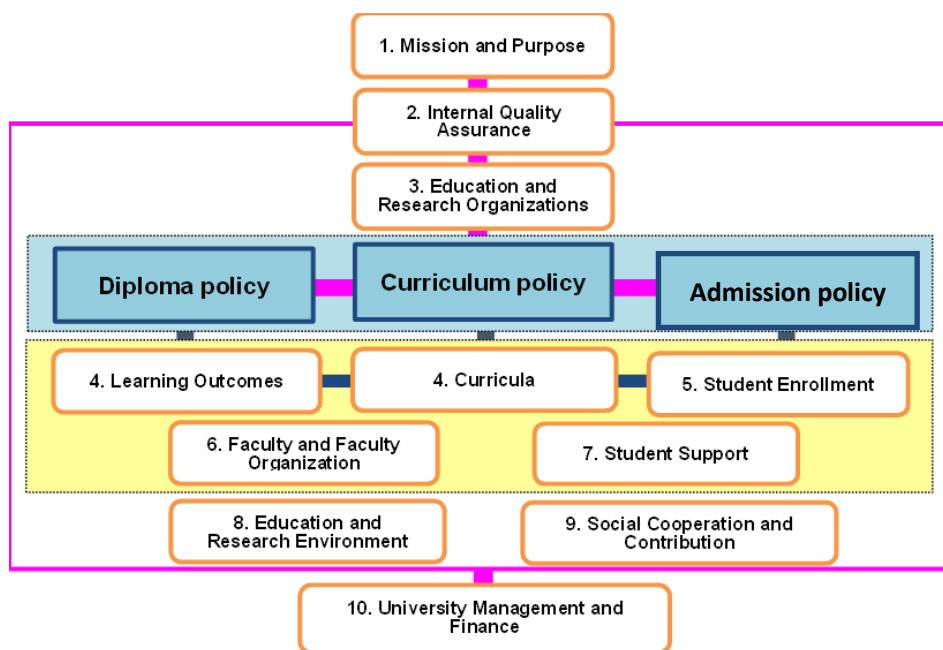 1. Mission and Purpose
2. Internal Quality
Assurance
3. Education and
Research Organizations
Diploma policy
Curriculum policy
Admission policy
4. Learning Outcomes
4. Curricula
5. Student Enrollment
6. Faculty and Faculty
Organization
7. Student Support
8. Education and
Research Environment
9. Social Cooperation and
Contribution
10. University Management and
Finance